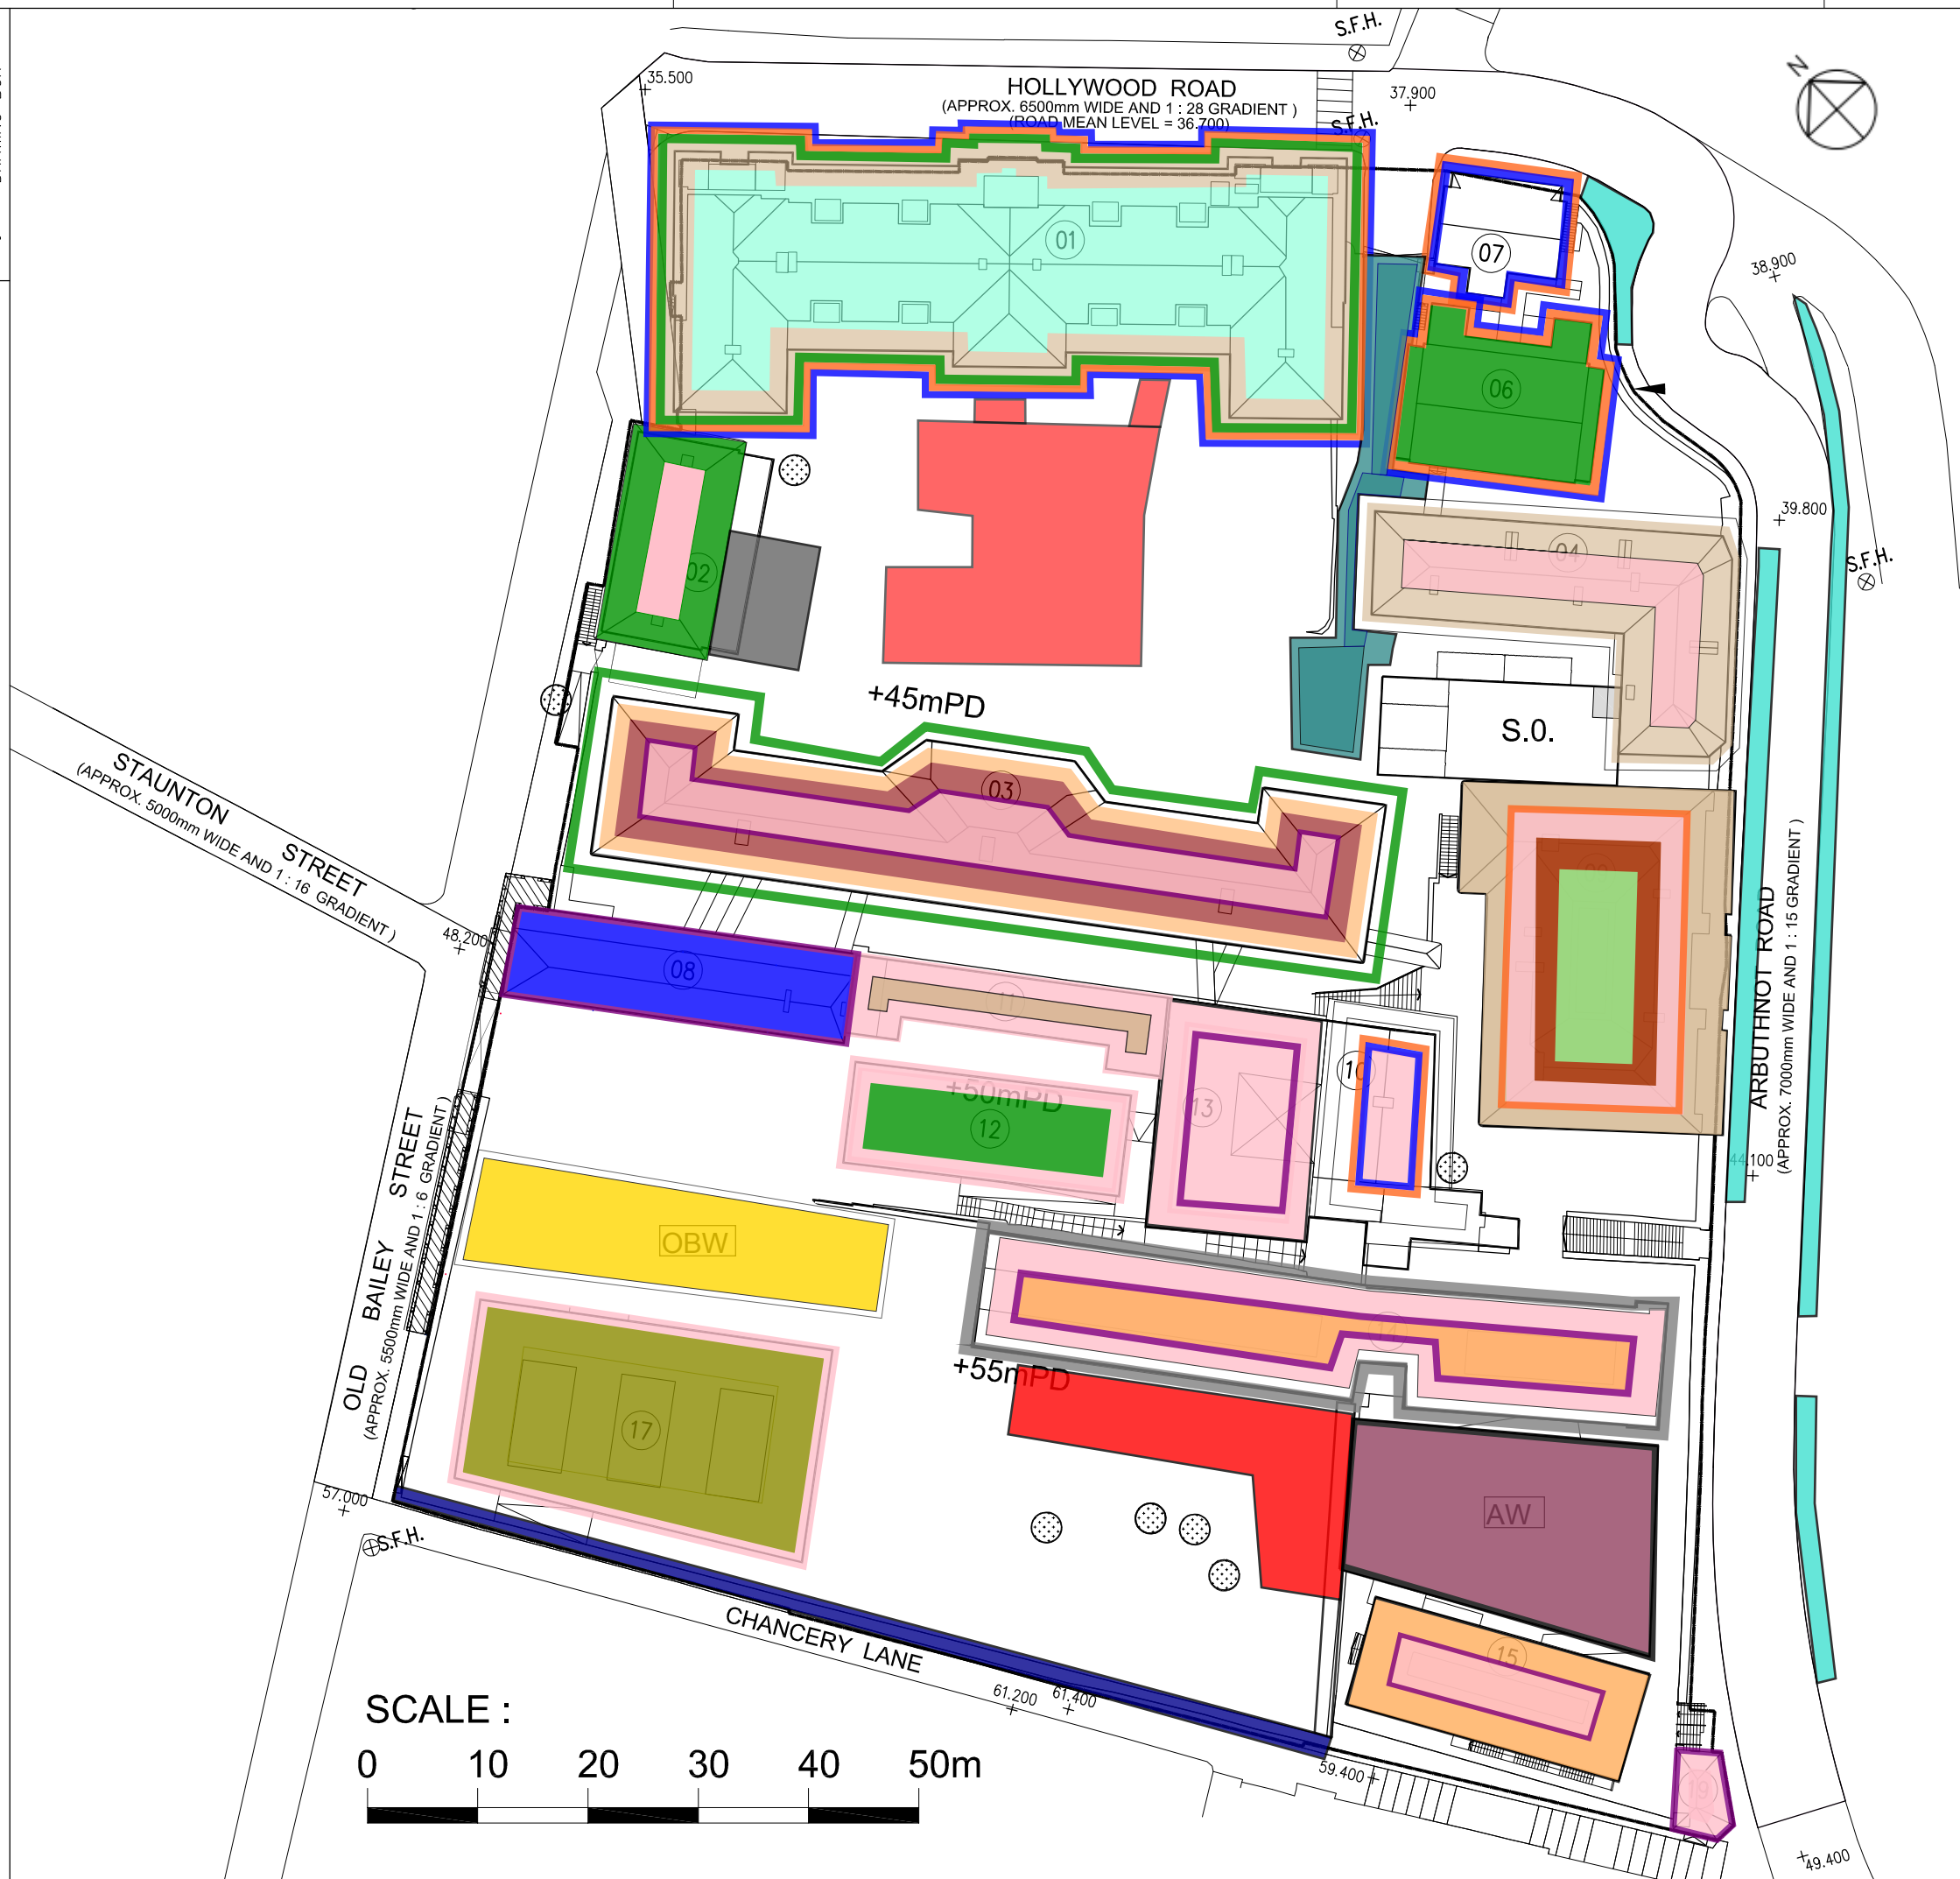 S.F.H.
N
35.500
HOLLYWOOD ROAD
(APPROX. 6500mm WIDE AND 1 : 28 GRADIENT )
(ROAD MEAN LEVEL = 36.700)
37.900
S.F.H.
01
07
38.900
06
39.800
04
S.F.H.
02
+45mPD
S.O.
03
STAUNTON STREET
(APPROX. 5000mm WIDE AND 1 : 16 GRADIENT )
48.200
08
11
ARBUTHNOT ROAD
(APPROX. 7000mm WIDE AND 1 : 15 GRADIENT )
10
+50mPD
13
12
44.100
OLD BAILEY STREET
(APPROX. 5500mm WIDE AND 1 : 6 GRADIENT )
OBW
+55mPD
17
57.000
S.F.H.
AW
CHANCERY LANE
15
61.200
61.400
59.400
19
49.400
SCALE :
0 10 20 30 40 50m